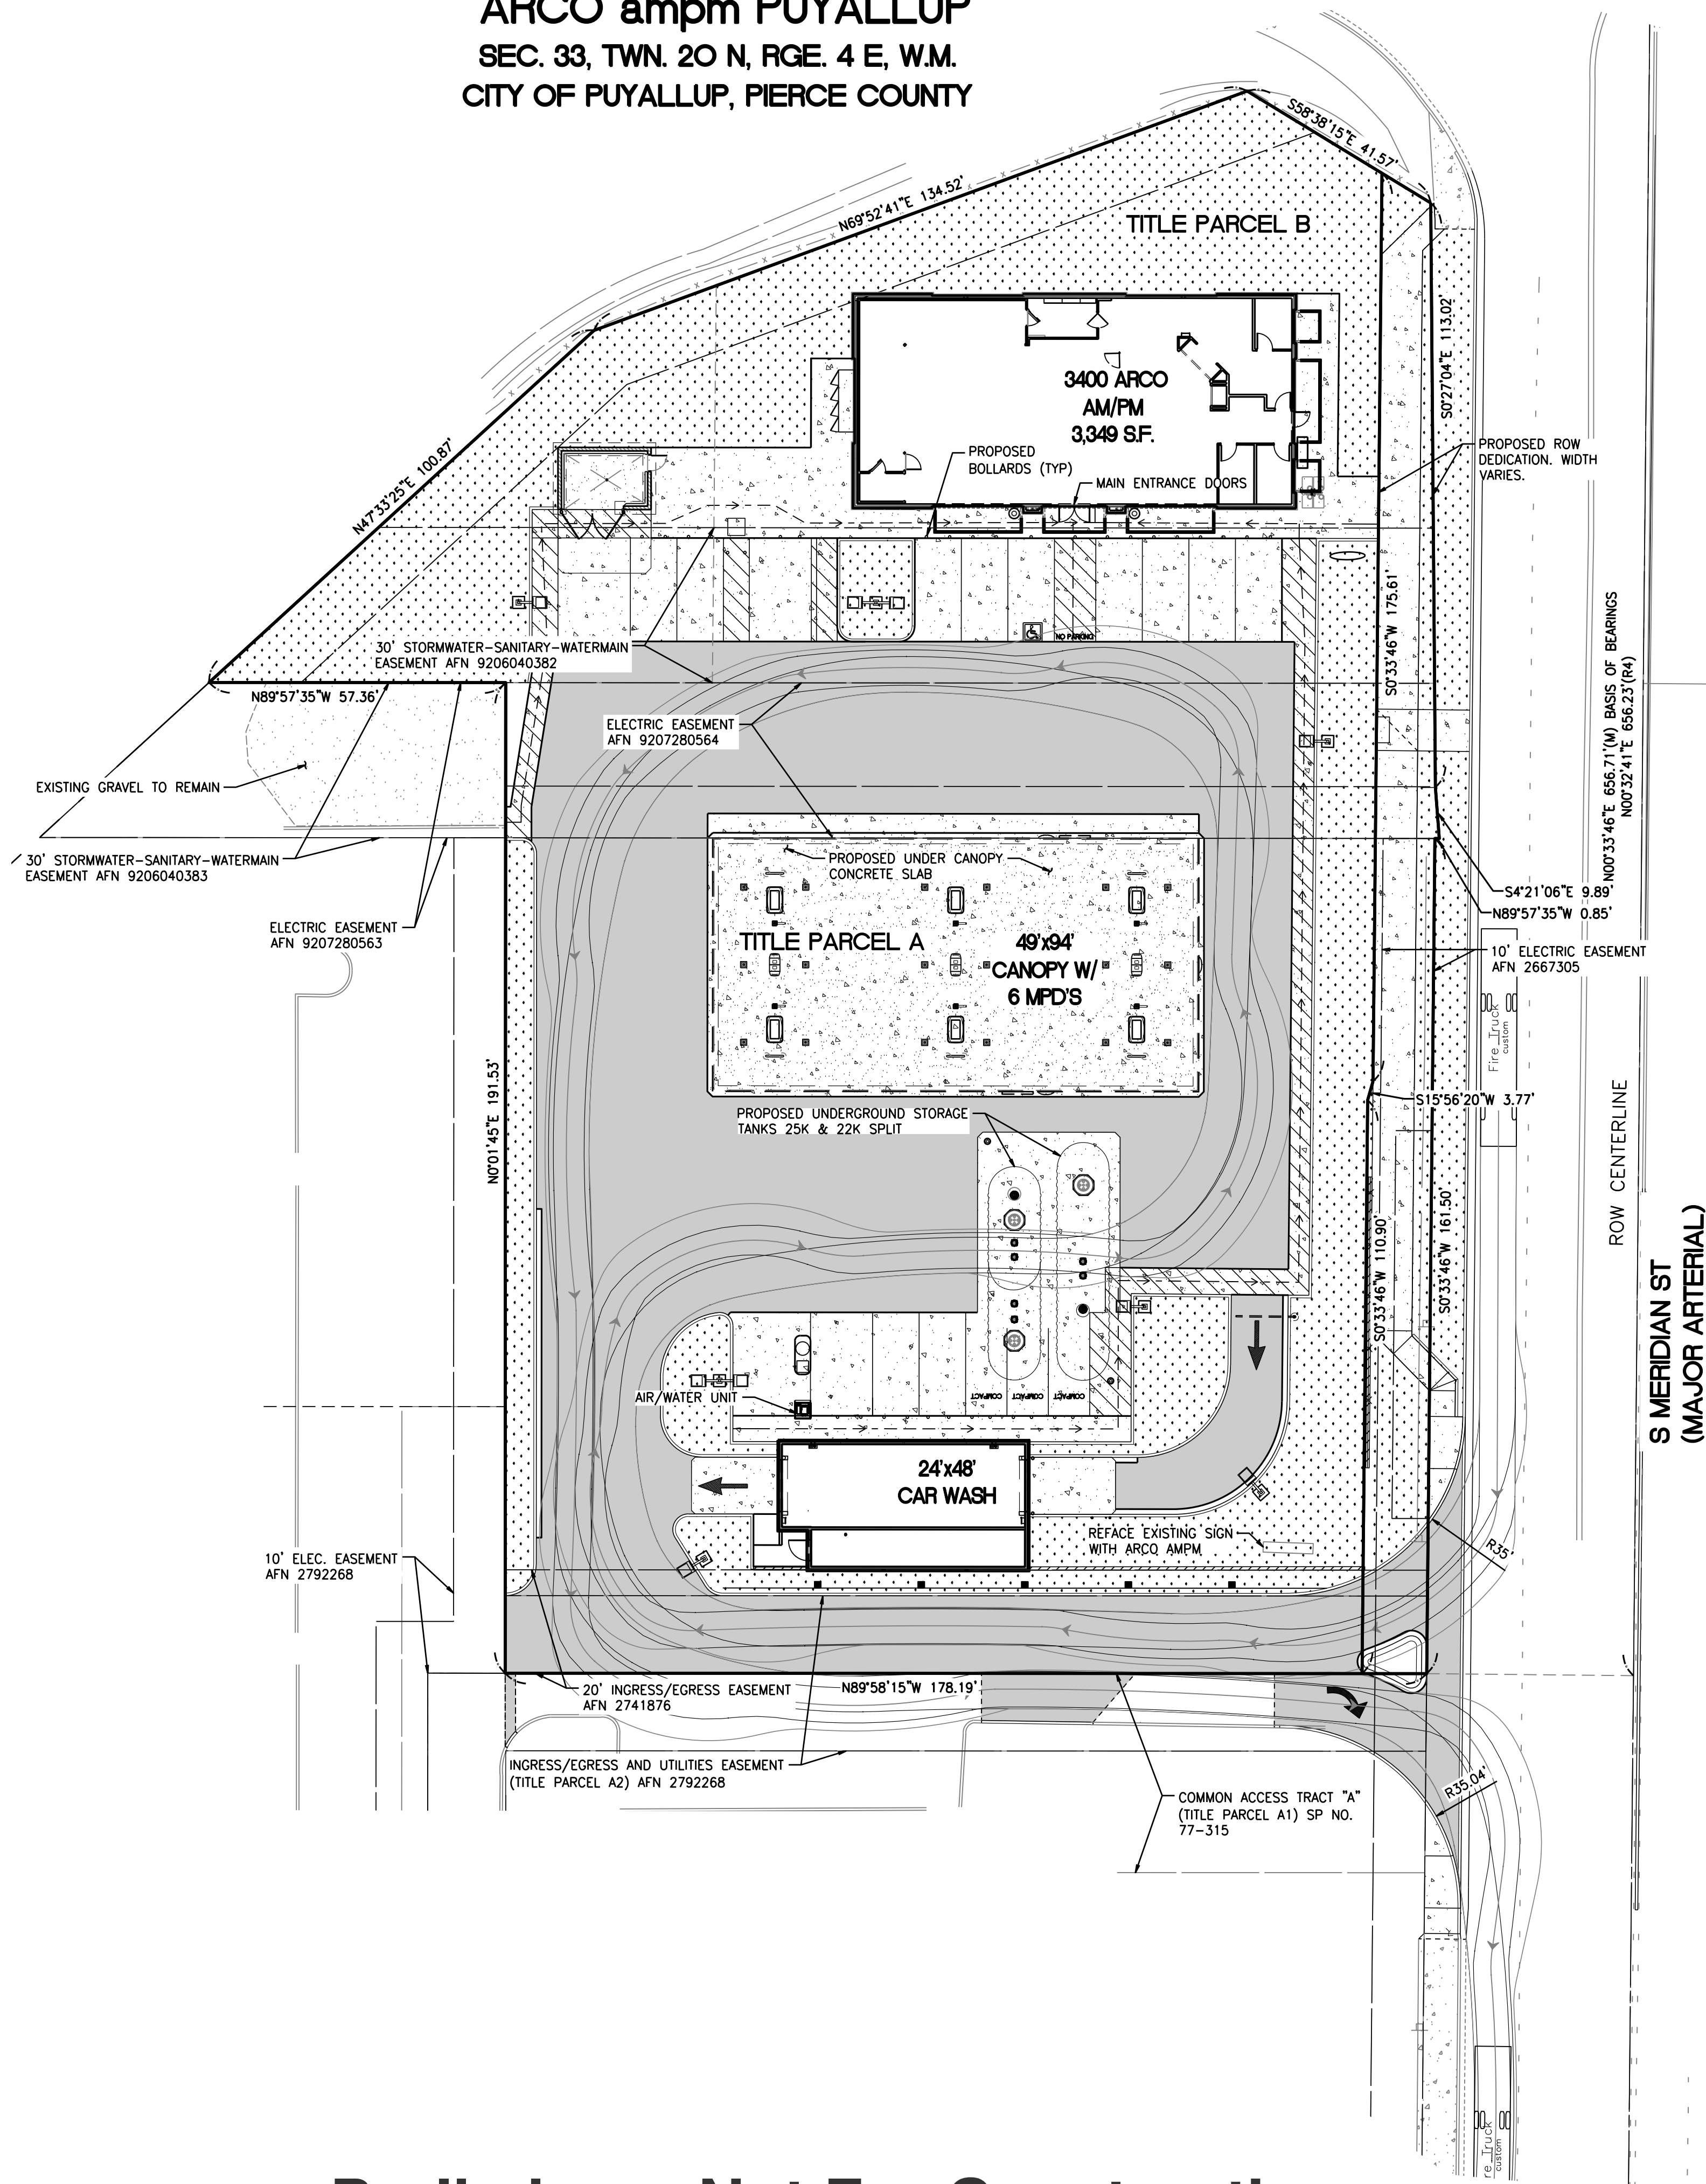 ARCO ampm PUYALLUP
SEC. 33, TWN. 20 N, RGE. 4 E, W.M.
CITY OF PUYALLUP, PIERCE COUNTY
S58°38'15"E 41.57'
N69°52'41"E 134.52'
TITLE PARCEL B
S0°27'04"E 113.02'
3400 ARCO
AM/PM
3,349 S.F.
PROPOSED
BOLLARDS (TYP)
MAIN ENTRANCE DOORS
PROPOSED ROW
DEDICATION. WIDTH
VARIES.
N47°33'25"E 100.87'
S0°33'46"W 175.61'
N00°33'46"E 656.71'(M) BASIS OF BEARINGS
N00°32'41"E 656.23'(R4)
NO PARKING
30' STORMWATER-SANITARY-WATERMAIN
EASEMENT AFN 9206040382
N89°57'35"W 57.36'
ELECTRIC EASEMENT
AFN 9207280564
EXISTING GRAVEL TO REMAIN
30' STORMWATER-SANITARY-WATERMAIN
EASEMENT AFN 9206040383
PROPOSED UNDER CANOPY
CONCRETE SLAB
S4°21'06"E 9.89'
N89°57'35"W 0.85'
ELECTRIC EASEMENT
AFN 9207280563
TITLE PARCEL A
49'x94'
CANOPY W/
6 MPD'S
10' ELECTRIC EASEMENT
AFN 2667305
Fire Truck
custom
N0°01'45"E 191.53'
S15°56'20"W 3.77'
PROPOSED UNDERGROUND STORAGE
TANKS 25K & 22K SPLIT
ROW CENTERLINE
S0°33'46"W 110.90'
S0°33'46"W 161.50'
S MERIDIAN ST
(MAJOR ARTERIAL)
COMPACT
COMPACT
COMPACT
AIR/WATER UNIT
24'x48'
CAR WASH
REFACE EXISTING SIGN
WITH ARCO AMPM
R35'
10' ELEC. EASEMENT
AFN 2792268
20' INGRESS/EGRESS EASEMENT
AFN 2741876
N89°58'15"W 178.19'
INGRESS/EGRESS AND UTILITIES EASEMENT
(TITLE PARCEL A2) AFN 2792268
R35.04'
COMMON ACCESS TRACT "A"
(TITLE PARCEL A1) SP NO.
77-315
re Truck
custom